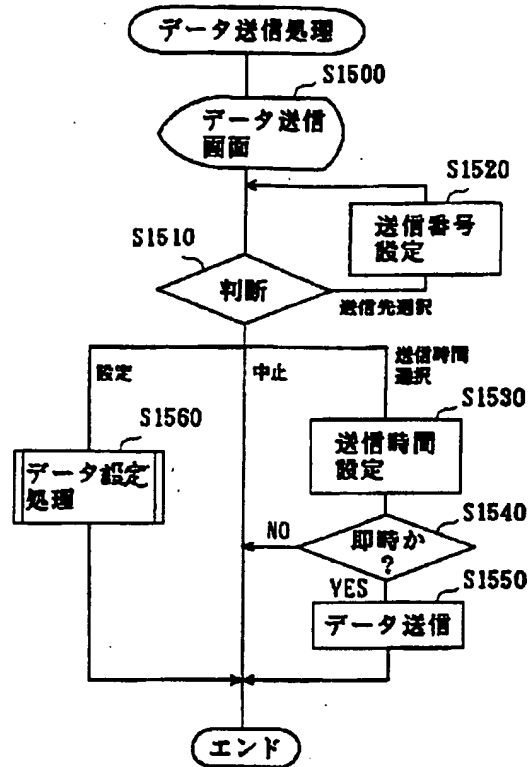 データ送信処理
S1500
データ送信
画面
S1520
送信番号
設定
S1510
判断
送信先選択
設定
中止
送信時間
選択
S1530
送信時間
設定
S1560
データ設定
処理
S1540
即時か
?
NO
YES
S1550
データ送信
エンド